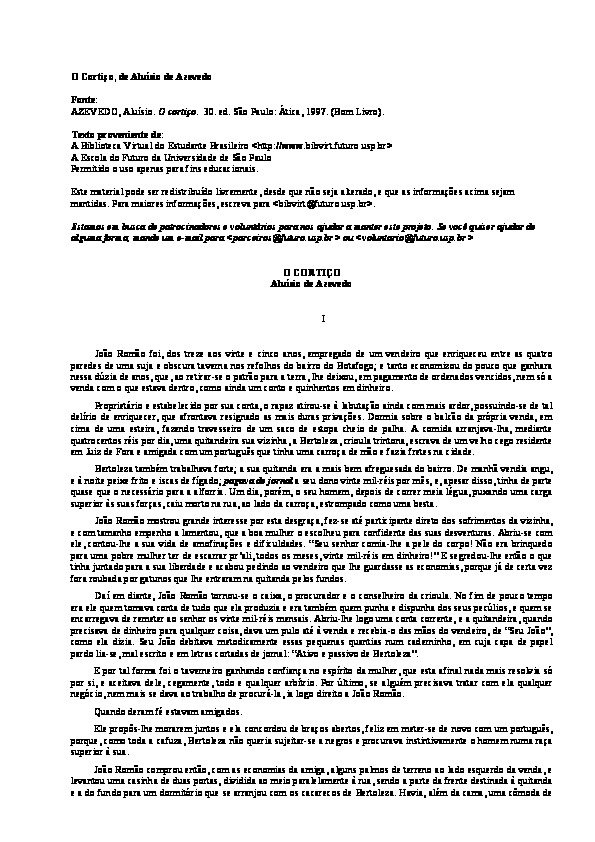 O Cortiço, de Aluísio de Azevedo
Fonte:
AZEVEDO, Aluísio. O cortiço. 30. ed. São Paulo: Ática, 1997. (Bom Livro).
Texto proveniente de:
A Biblioteca Virtual do Estudante Brasileiro <http://www.bibvirt.futuro.usp.br>
A Escola do Futuro da Universidade de São Paulo
Permitido o uso apenas para fins educacionais.
Este material pode ser redistribuído livremente, desde que não seja alterado, e que as informações acima sejam
mantidas. Para maiores informações, escreva para <bibvirt@futuro.usp.br>.
Estamos em busca de patrocinadores e voluntários para nos ajudar a manter este projeto. Se você quiser ajudar de
alguma forma, mande um e-mail para <parceiros@futuro.usp.br> ou <voluntario@futuro.usp.br>
O CORTIÇO
Aluísio de Azevedo
I
João Romão foi, dos treze aos vinte e cinco anos, empregado de um vendeiro que enriqueceu entre as quatro
paredes de uma suja e obscura taverna nos refolhos do bairro do Botafogo; e tanto economizou do pouco que ganhara
nessa dúzia de anos, que, ao retirar-se o patrão para a terra, lhe deixou, em pagamento de ordenados vencidos, nem só a
venda com o que estava dentro, como ainda um conto e quinhentos em dinheiro.
Proprietário e estabelecido por sua conta, o rapaz atirou-se à labutação ainda com mais ardor, possuindo-se de tal
delírio de enriquecer, que afrontava resignado as mais duras privações. Dormia sobre o balcão da própria venda, em
cima de uma esteira, fazendo travesseiro de um saco de estopa cheio de palha. A comida arranjava-lha, mediante
quatrocentos réis por dia, uma quitandeira sua vizinha, a Bertoleza, crioula trintona, escrava de um velho cego residente
em Juiz de Fora e amigada com um português que tinha uma carroça de mão e fazia fretes na cidade.
Bertoleza também trabalhava forte; a sua quitanda era a mais bem afreguesada do bairro. De manhã vendia angu,
e à noite peixe frito e iscas de fígado; pagava de jornal a seu dono vinte mil-réis por mês, e, apesar disso, tinha de parte
quase que o necessário para a alforria. Um dia, porém, o seu homem, depois de correr meia légua, puxando uma carga
superior às suas forças, caiu morto na rua, ao lado da carroça, estrompado como uma besta.
João Romão mostrou grande interesse por esta desgraça, fez-se até participante direto dos sofrimentos da vizinha,
e com tamanho empenho a lamentou, que a boa mulher o escolheu para confidente das suas desventuras. Abriu-se com
ele, contou-lhe a sua vida de amofinações e dificuldades. “Seu senhor comia-lhe a pele do corpo! Não era brinquedo
para uma pobre mulher ter de escarrar pr’ali, todos os meses, vinte mil-réis em dinheiro!” E segredou-lhe então o que
tinha juntado para a sua liberdade e acabou pedindo ao vendeiro que lhe guardasse as economias, porque já de certa vez
fora roubada por gatunos que lhe entraram na quitanda pelos fundos.
Daí em diante, João Romão tornou-se o caixa, o procurador e o conselheiro da crioula. No fim de pouco tempo
era ele quem tomava conta de tudo que ela produzia e era também quem punha e dispunha dos seus pecúlios, e quem se
encarregava de remeter ao senhor os vinte mil-réis mensais. Abriu-lhe logo uma conta corrente, e a quitandeira, quando
precisava de dinheiro para qualquer coisa, dava um pulo até à venda e recebia-o das mãos do vendeiro, de “Seu João”,
como ela dizia. Seu João debitava metodicamente essas pequenas quantias num caderninho, em cuja capa de papel
pardo lia-se, mal escrito e em letras cortadas de jornal: “Ativo e passivo de Bertoleza”.
E por tal forma foi o taverneiro ganhando confiança no espírito da mulher, que esta afinal nada mais resolvia só
por si, e aceitava dele, cegamente, todo e qualquer arbítrio. Por último, se alguém precisava tratar com ela qualquer
negócio, nem mais se dava ao trabalho de procurá-la, ia logo direito a João Romão.
Quando deram fé estavam amigados.
Ele propôs-lhe morarem juntos e ela concordou de braços abertos, feliz em meter-se de novo com um português,
porque, como toda a cafuza, Bertoleza não queria sujeitar-se a negros e procurava instintivamente o homem numa raça
superior à sua.
João Romão comprou então, com as economias da amiga, alguns palmos de terreno ao lado esquerdo da venda, e
levantou uma casinha de duas portas, dividida ao meio paralelamente à rua, sendo a parte da frente destinada à quitanda
e a do fundo para um dormitório que se arranjou com os cacarecos de Bertoleza. Havia, além da cama, uma cômoda de